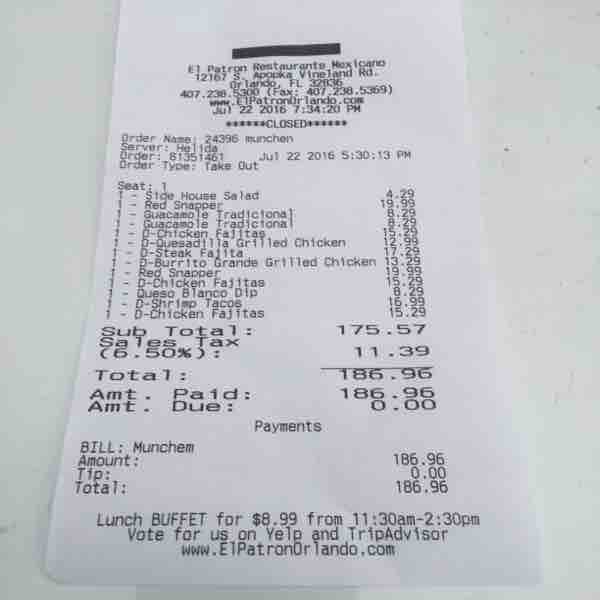 El Patron Restaurante Mexicano
12167 S. Apopka Vineland Rd.
Orlando, FL 32836
407.238.5300 (Fax: 407.238.5369)
www.ElPatronOrlando.com
Jul 22 2016 7:34:20 PM
******CLOSED******
Order Name: 24396 munchen
Server: Helida
Order: 81351461 Jul 22 2016 5:30:13 PM
Order Type: Take Out
Seat: 1
1 - Side House Salad 4.29
1 - Red Snapper 19.99
1 - Guacamole Tradicional 8.29
1 - Guacamole Tradicional 8.29
1 - D-Chicken Fajitas 15.29
1 - D-Quesadilla Grilled Chicken 12.99
1 - D-Steak Fajita 17.29
1 - D-Burrito Grande Grilled Chicken 13.29
1 - Red Snapper 19.99
1 - D-Chicken Fajitas 15.29
1 - Queso Blanco Dip 8.29
1 - D-Shrimp Tacos 16.99
1 - D-Chicken Fajitas 15.29
Sub Total: 175.57
Sales Tax
(6.50%): 11.39
Total: 186.96
Amt. Paid: 186.96
Amt. Due: 0.00
Payments
BILL: Munchem
Amount: 186.96
Tip: 0.00
Total: 186.96
Lunch BUFFET for $8.99 from 11:30am-2:30pm
Vote for us on Yelp and TripAdvisor
www.ElPatronOrlando.com